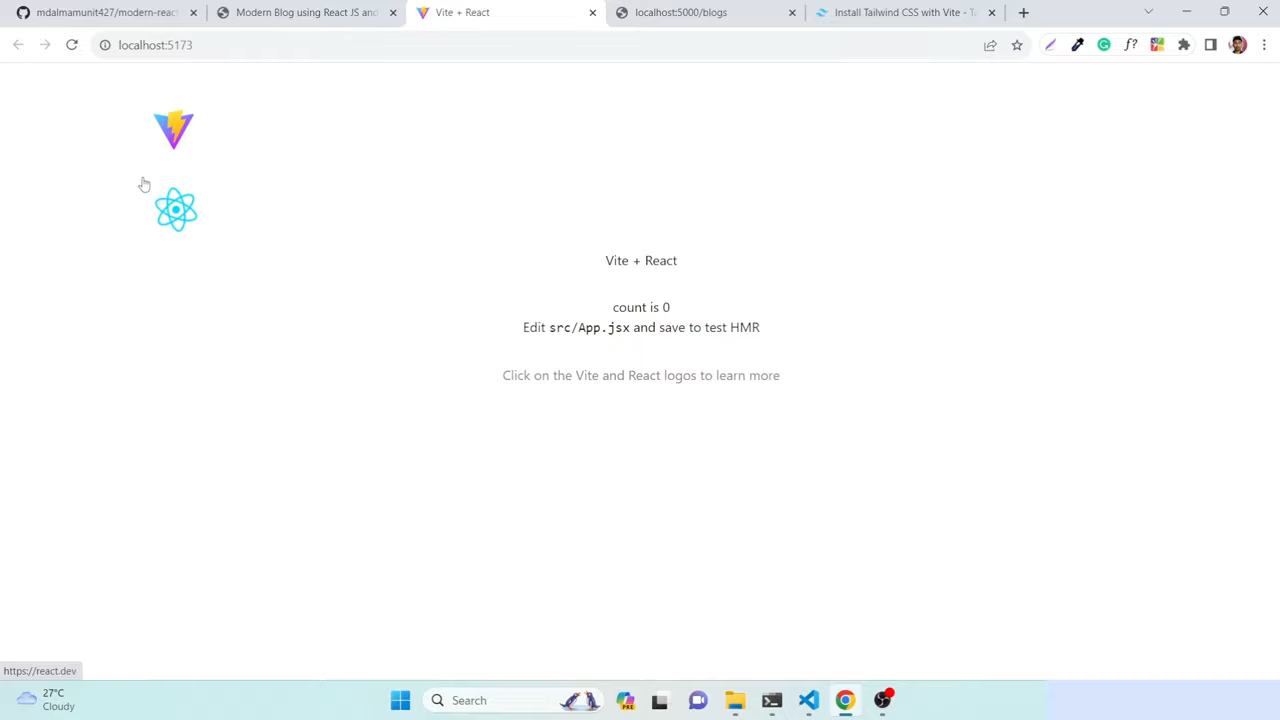 mdalmamunit427/modern-reac
Modern Blog using React JS and
Vite + React
localhost:5000/blogs
Install Tailwind CSS with Vite - Ta
localhost:5173
f?
Vite + React
count is 0
Edit src/App.jsx and save to test HMR
Click on the Vite and React logos to learn more
https://react.dev
27°C
Cloudy
Search
PRE